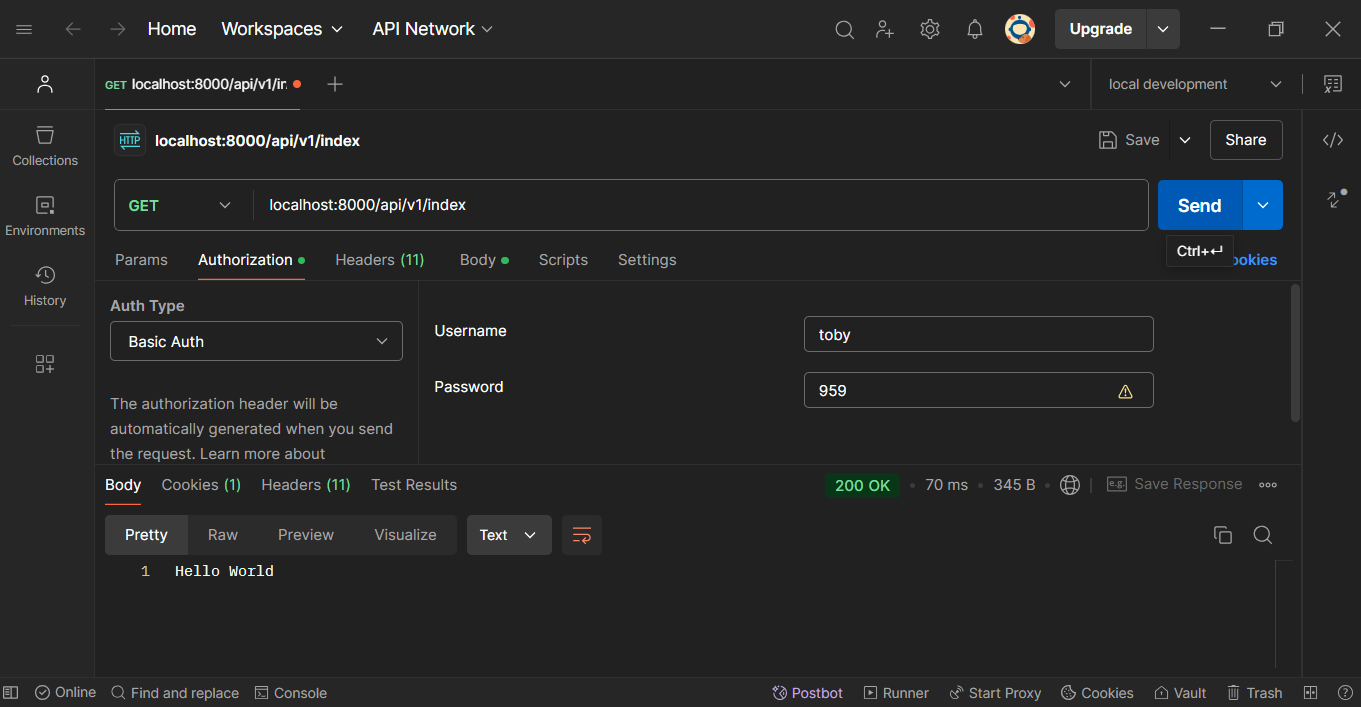 Home Workspaces API Network Upgrade
GET localhost:8000/api/v1/ir local development
HTTP localhost:8000/api/v1/index Save Share
Collections
GET localhost:8000/api/v1/index Send
Environments
Ctrl+↵
Params Authorization Headers (11) Body Scripts Settings ookies
History
Auth Type
Basic Auth
Username toby
Password 959
The authorization header will be
automatically generated when you send
the request. Learn more about
Body Cookies (1) Headers (11) Test Results 200 OK 70 ms 345 B e.g. Save Response
Pretty Raw Preview Visualize Text
1 Hello World
Online Find and replace Console Postbot Runner Start Proxy Cookies Vault Trash